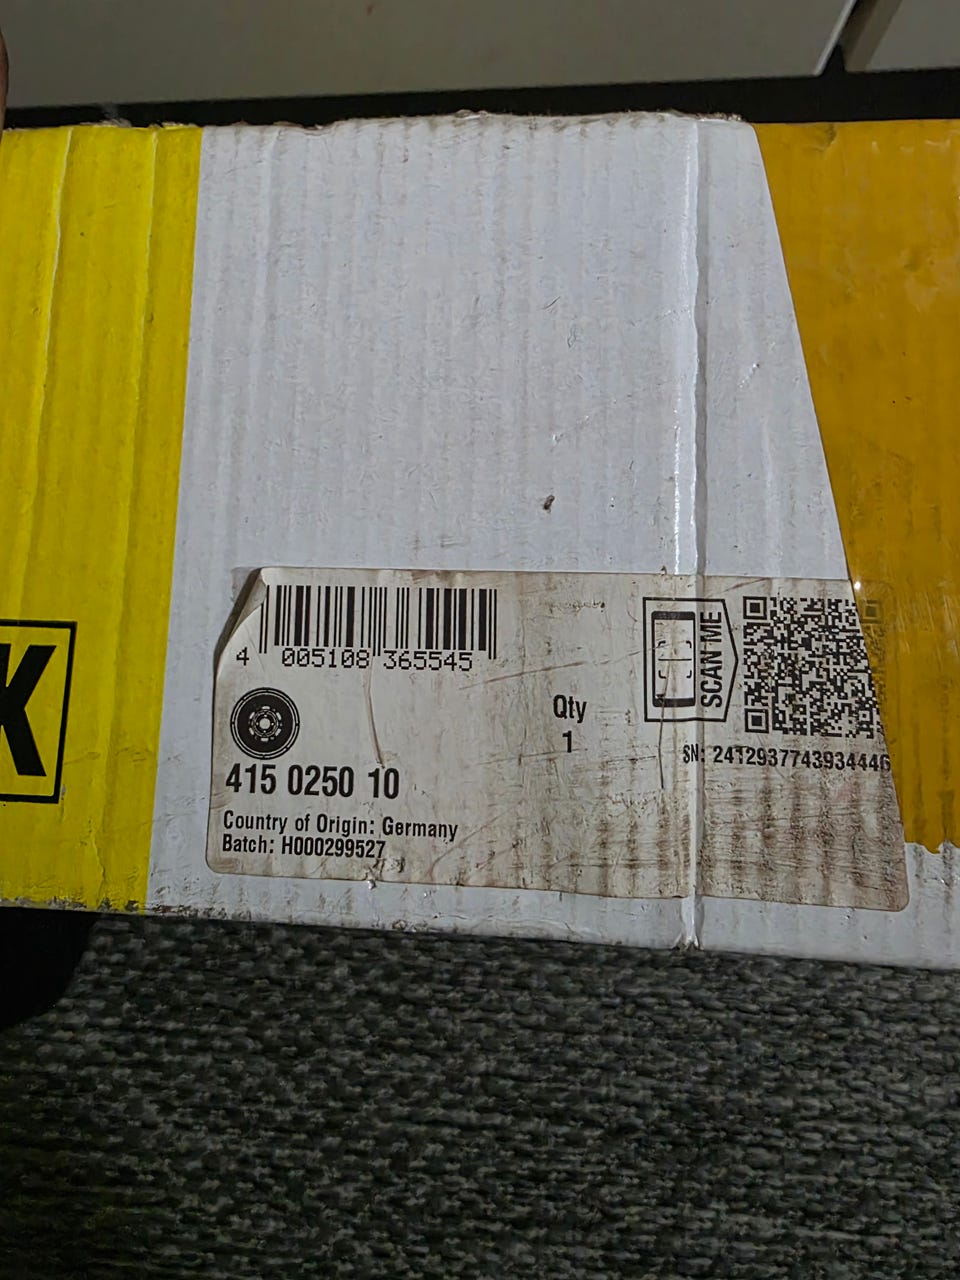 K
4 005108 365545
SCAN ME
Qty
1
SN: 2412937743934446
415 0250 10
Country of Origin: Germany
Batch: H000299527